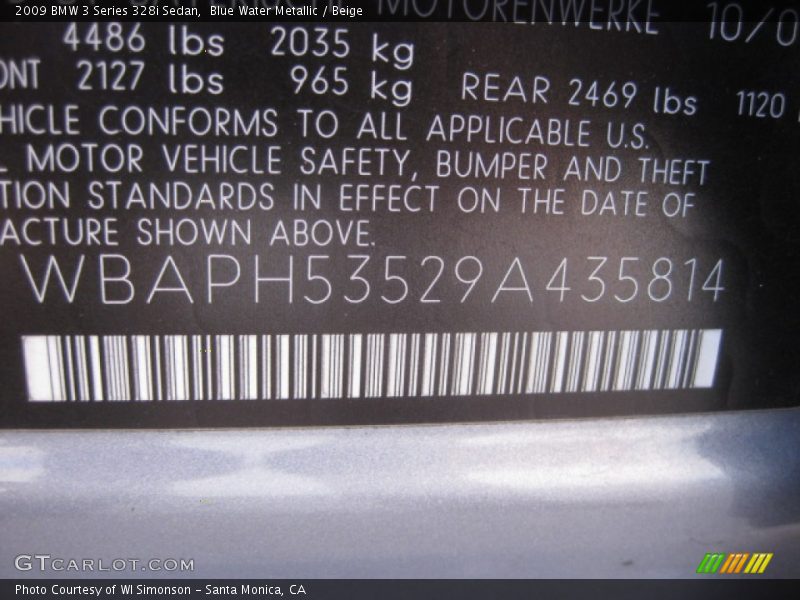 2009 BMW 3 Series 328i Sedan, Blue Water Metallic / Beige
MOTORENWERKE 10/0
4486 lbs 2035 kg
ONT 2127 lbs 965 kg REAR 2469 lbs 1120
HICLE CONFORMS TO ALL APPLICABLE U.S.
L MOTOR VEHICLE SAFETY, BUMPER AND THEFT
TION STANDARDS IN EFFECT ON THE DATE OF
ACTURE SHOWN ABOVE.
WBAPH53529A435814
GTCARLOT.COM
Photo Courtesy of WI Simonson - Santa Monica, CA